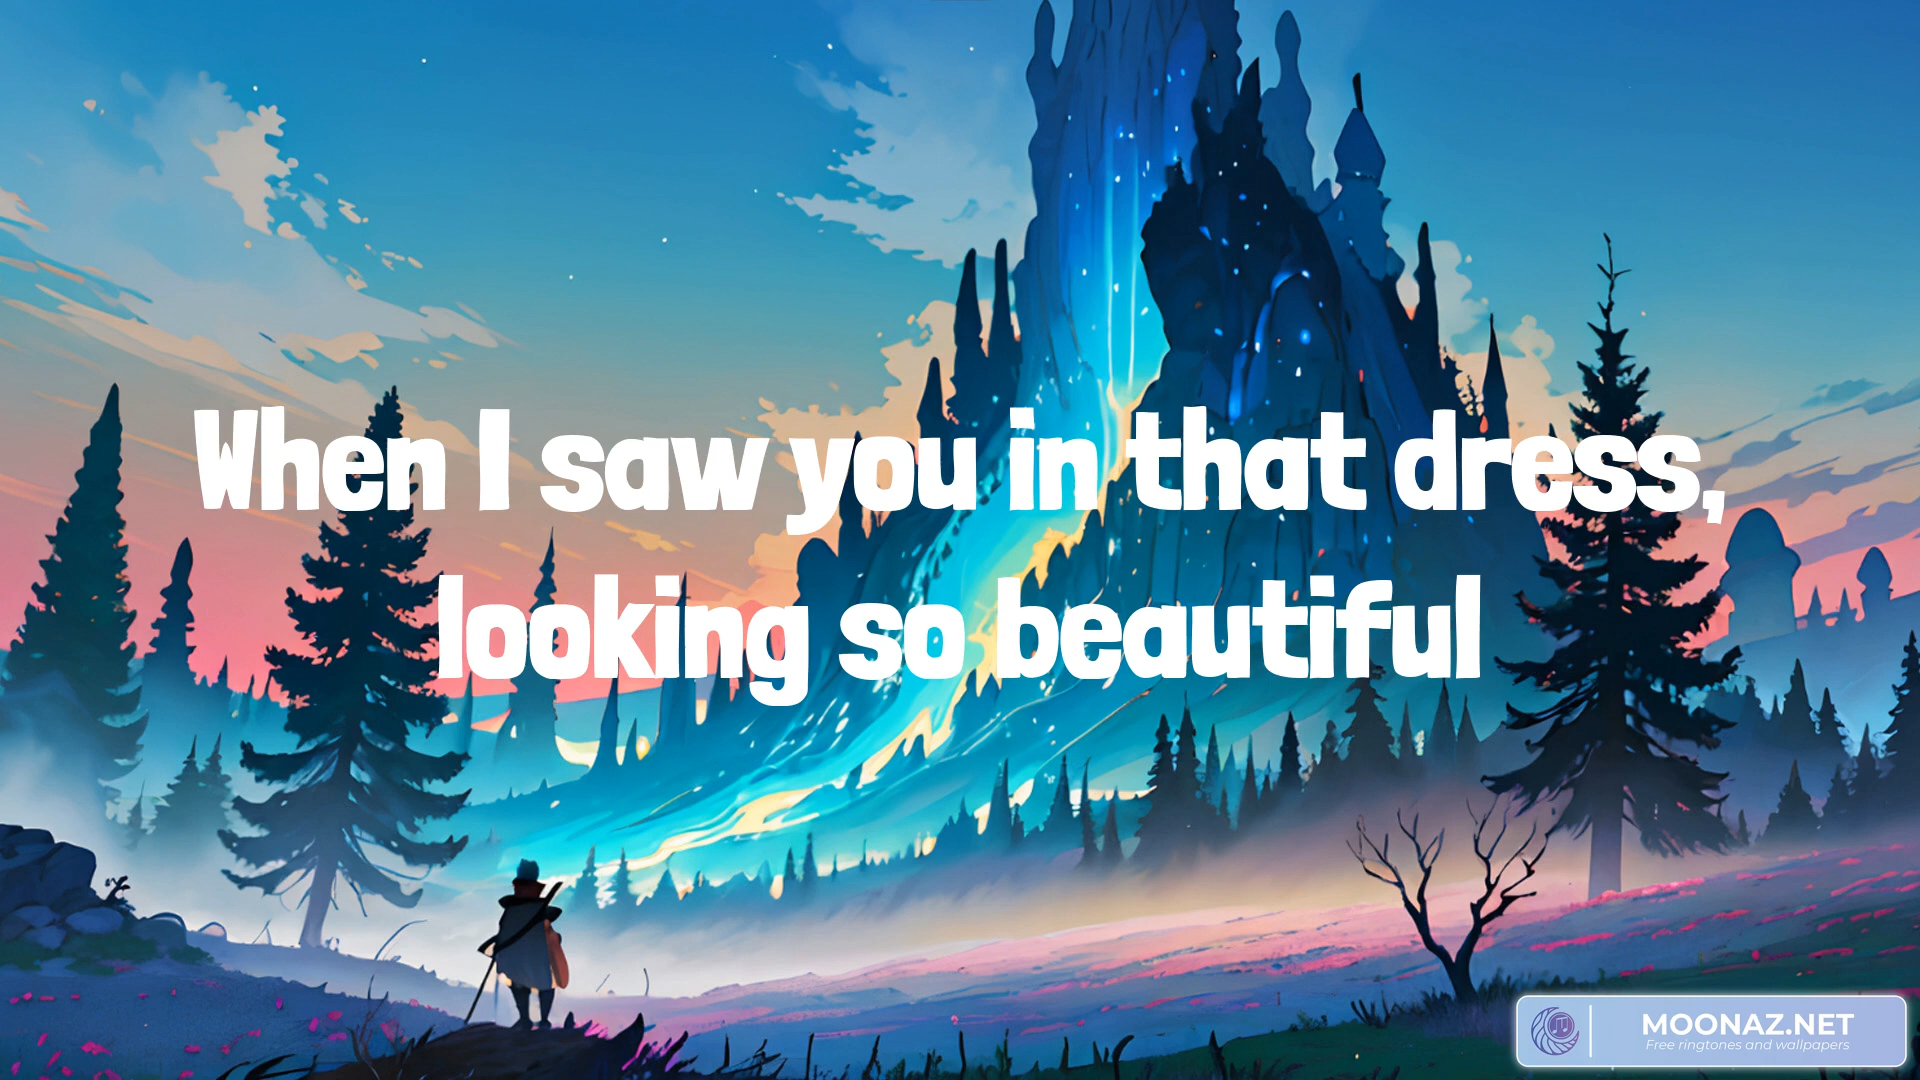 When I saw you in that dress,
looking so beautiful
MOONAZ.NET
Free ringtones and wallpapers